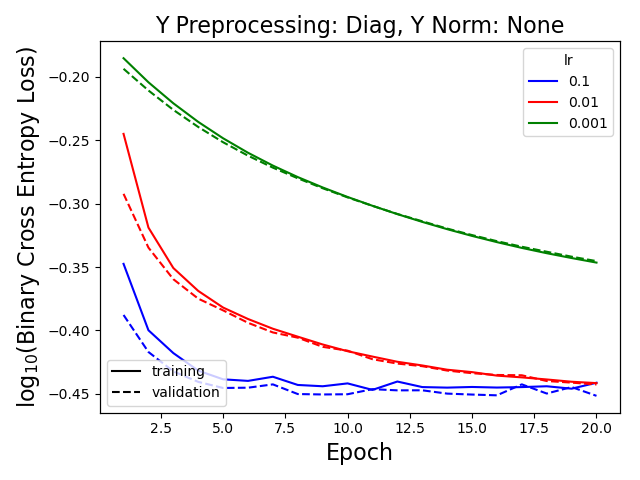 Y Preprocessing: Diag, Y Norm: None
log₁₀(Binary Cross Entropy Loss)
−0.20
−0.25
−0.30
−0.35
−0.40
−0.45
lr
0.1
0.01
0.001
training
validation
2.5 5.0 7.5 10.0 12.5 15.0 17.5 20.0
Epoch